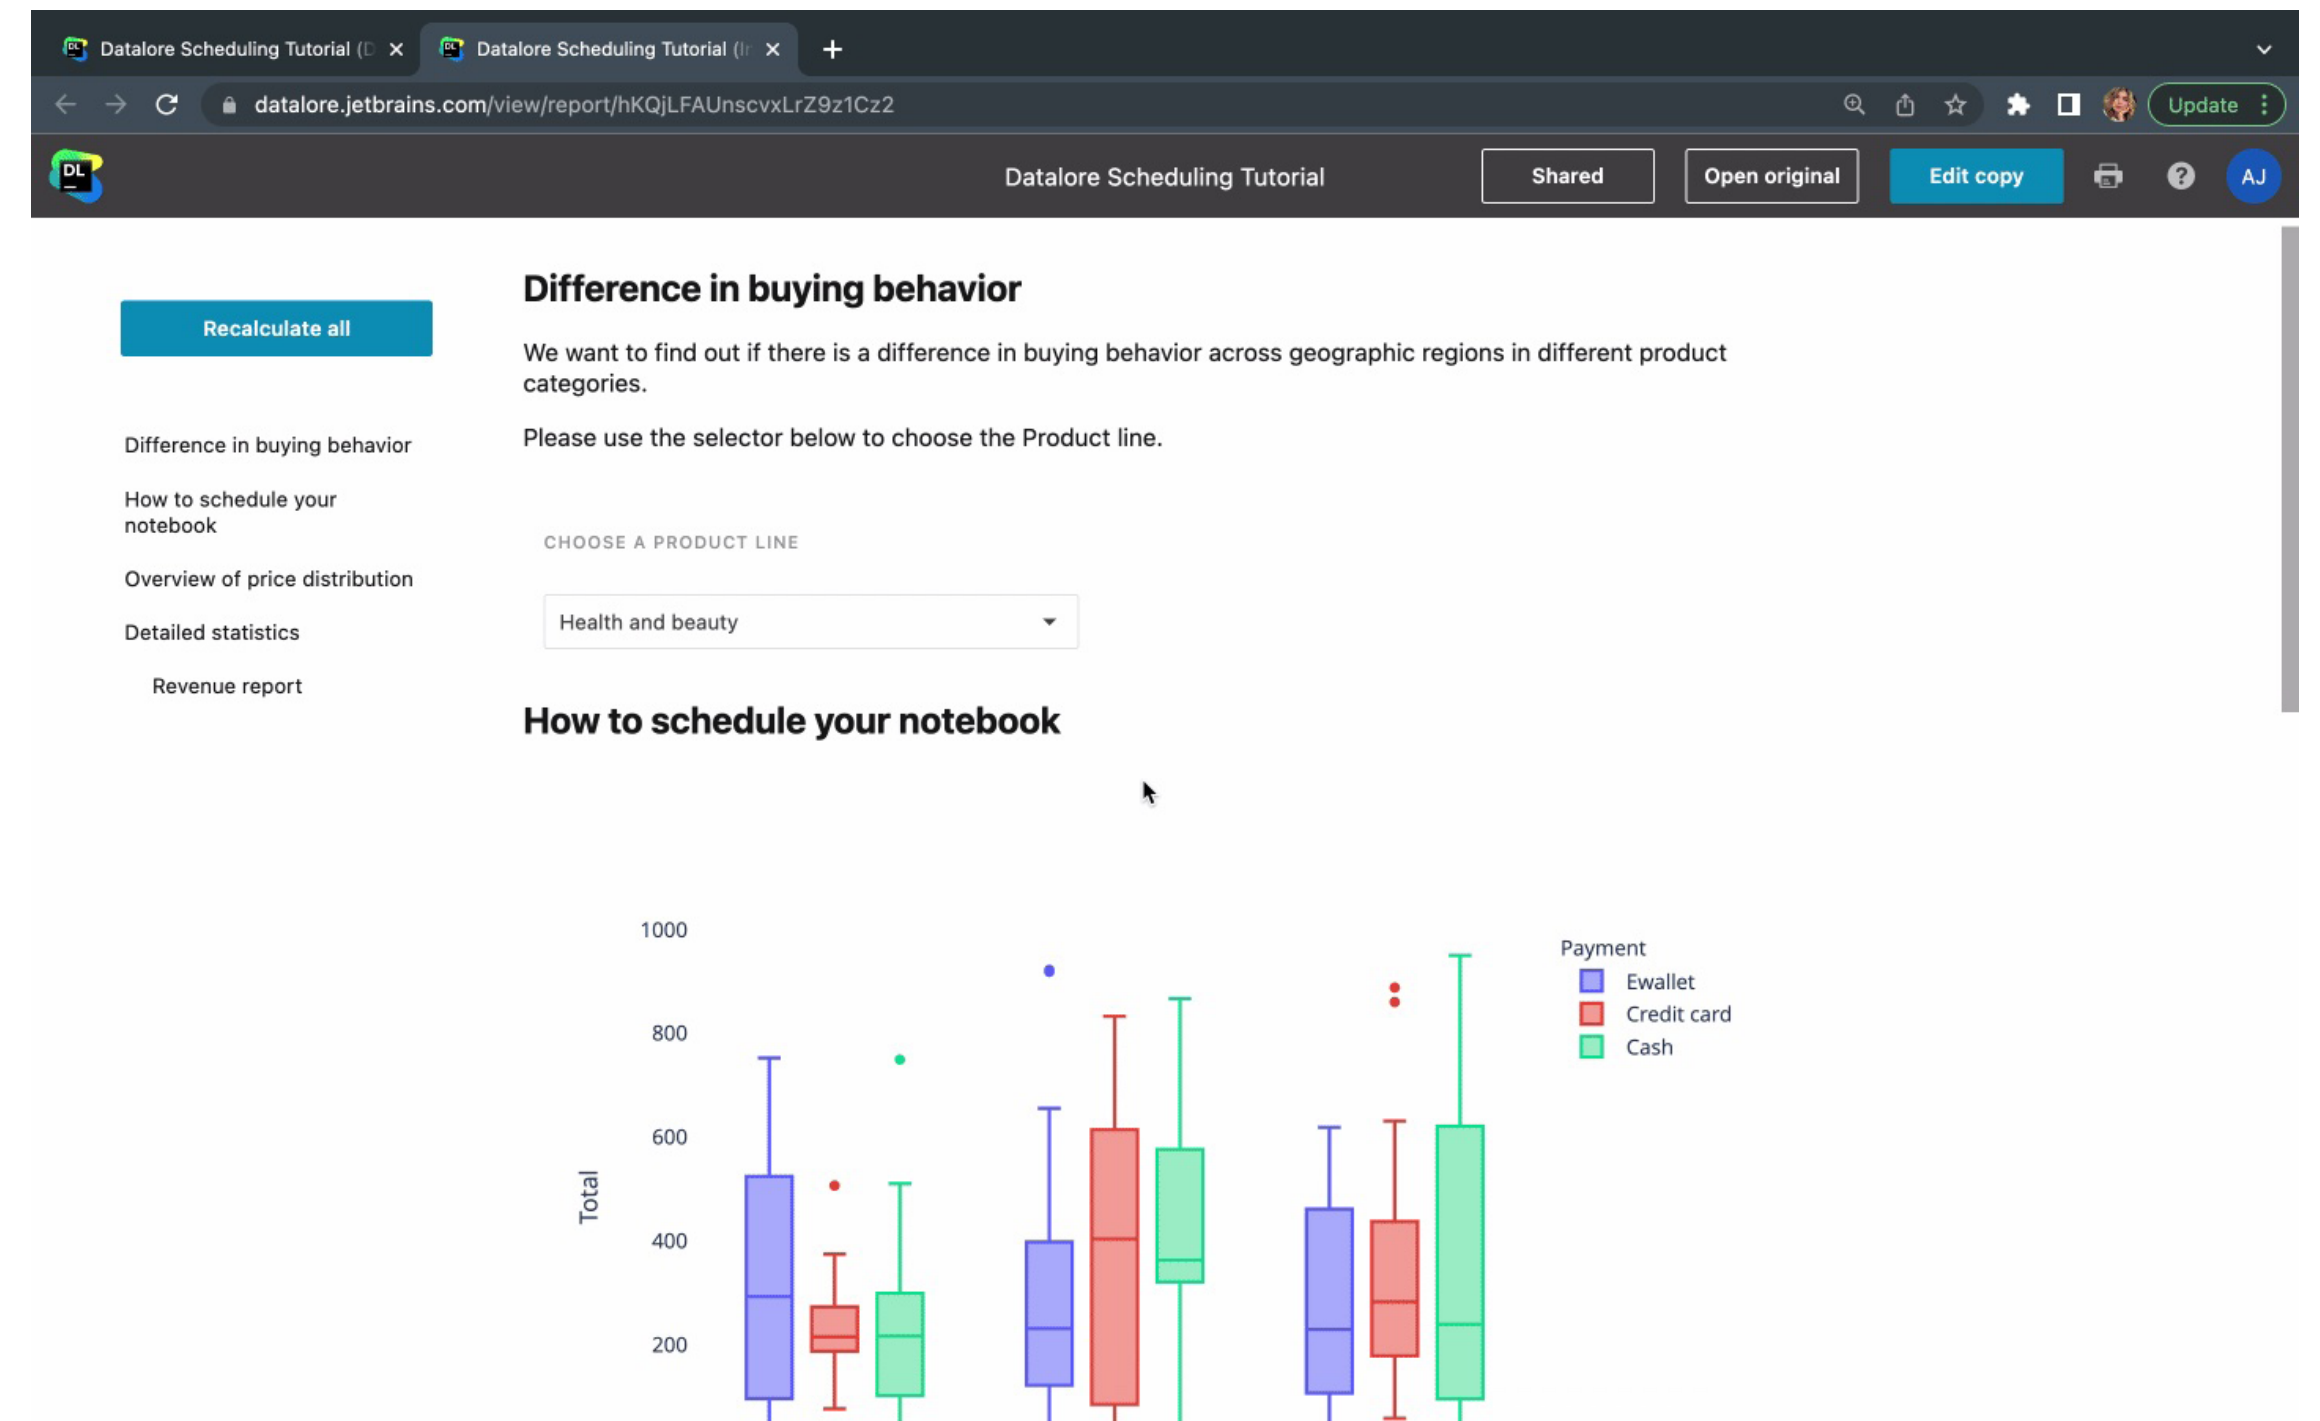 Datalore Scheduling Tutorial (D
Datalore Scheduling Tutorial (In
datalore.jetbrains.com/view/report/hKQjLFAUnscvxLrZ9z1Cz2
Update
DL
Datalore Scheduling Tutorial
Shared
Open original
Edit copy
?
AJ
Recalculate all
Difference in buying behavior
How to schedule your
notebook
Overview of price distribution
Detailed statistics
Revenue report
Difference in buying behavior
We want to find out if there is a difference in buying behavior across geographic regions in different product
categories.
Please use the selector below to choose the Product line.
CHOOSE A PRODUCT LINE
Health and beauty
How to schedule your notebook
1000
800
600
400
200
Total
Payment
Ewallet
Credit card
Cash